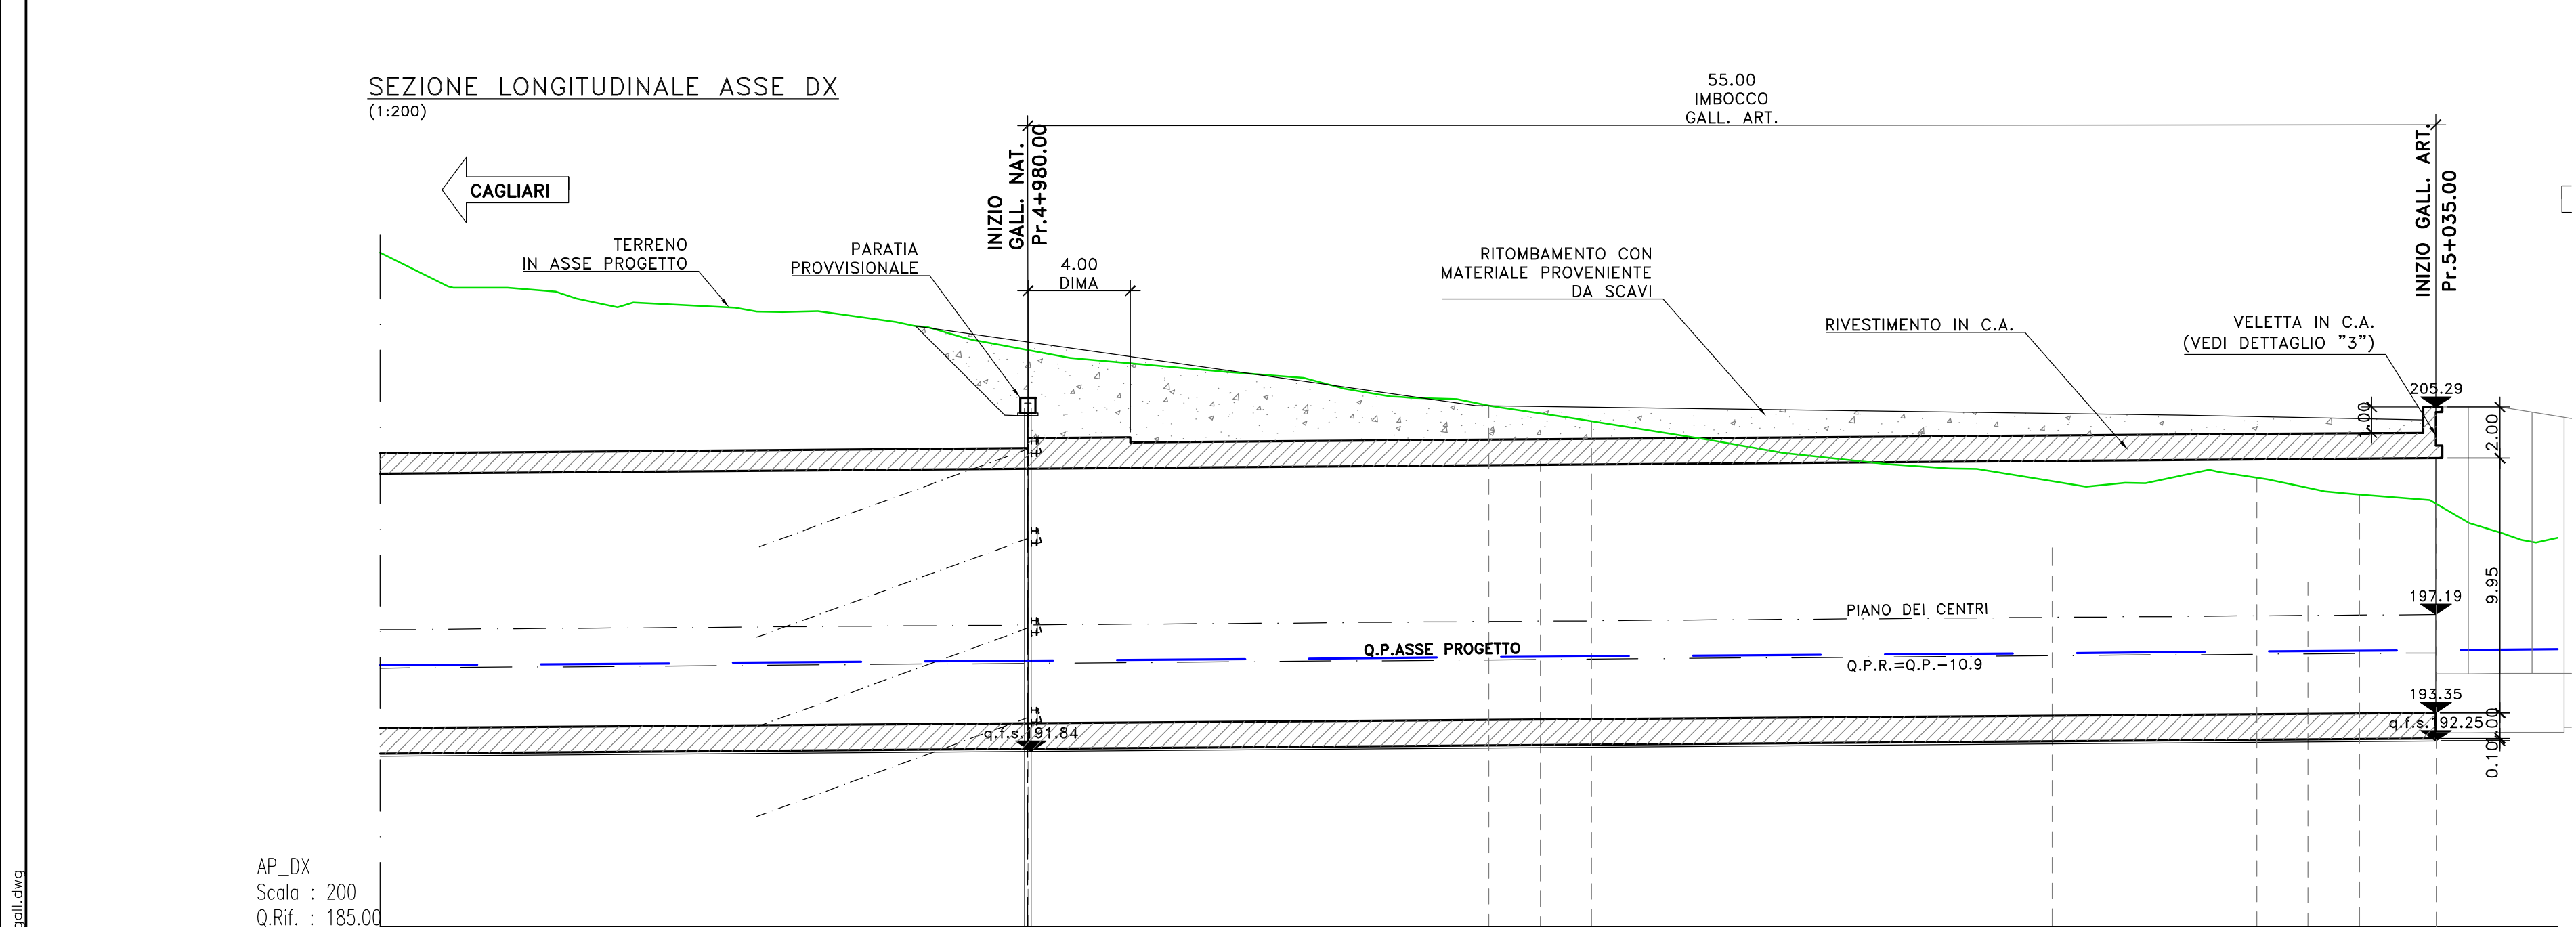 SEZIONE LONGITUDINALE ASSE DX
(1:200)
55.00
IMBOCCO
GALL. ART.
CAGLIARI
INIZIO
GALL. NAT.
Pr.4+980.00
INIZIO GALL. ART.
Pr.5+035.00
TERRENO
IN ASSE PROGETTO
PARATIA
PROVVISIONALE
4.00
DIMA
RITOMBAMENTO CON
MATERIALE PROVENIENTE
DA SCAVI
RIVESTIMENTO IN C.A.
VELETTA IN C.A.
(VEDI DETTAGLIO "3")
205.29
2.00
9.95
197.19
PIANO DEI CENTRI
Q.P.ASSE PROGETTO
Q.P.R.=Q.P.-10.9
193.35
q.f.s.192.25
q.f.s.191.84
0.10
AP_DX
Scala : 200
Q.Rif. : 185.00
gall.dwg